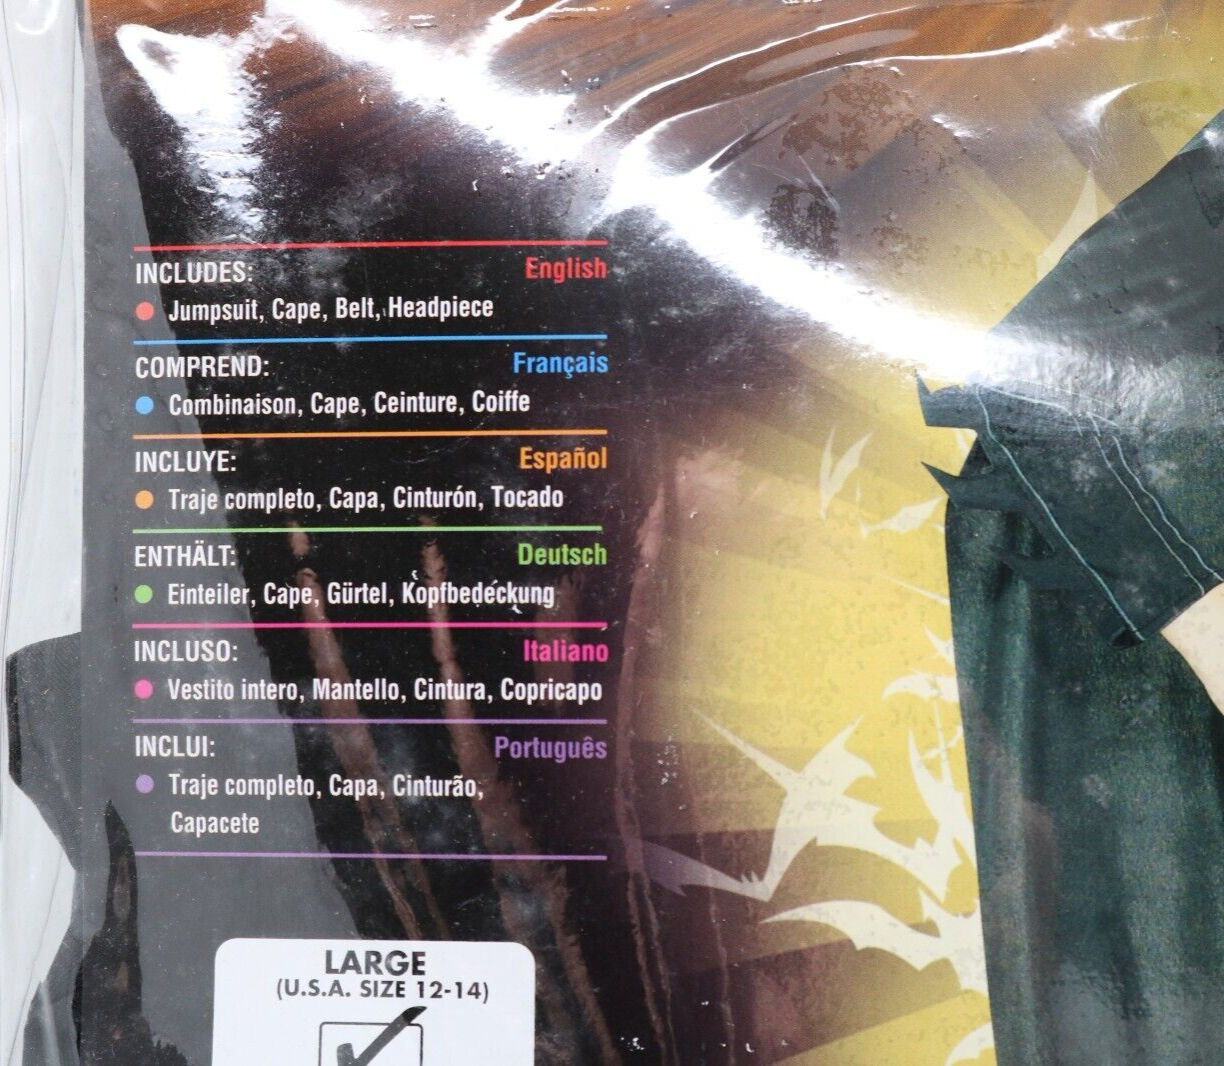 INCLUDES: English
Jumpsuit, Cape, Belt, Headpiece
COMPREND: Français
Combinaison, Cape, Ceinture, Coiffe
INCLUYE: Español
Traje completo, Capa, Cinturón, Tocado
ENTHÄLT: Deutsch
Einteiler, Cape, Gürtel, Kopfbedeckung
INCLUSO: Italiano
Vestito intero, Mantello, Cintura, Copricapo
INCLUI: Português
Traje completo, Capa, Cinturão,
Capacete
LARGE
(U.S.A. SIZE 12-14)